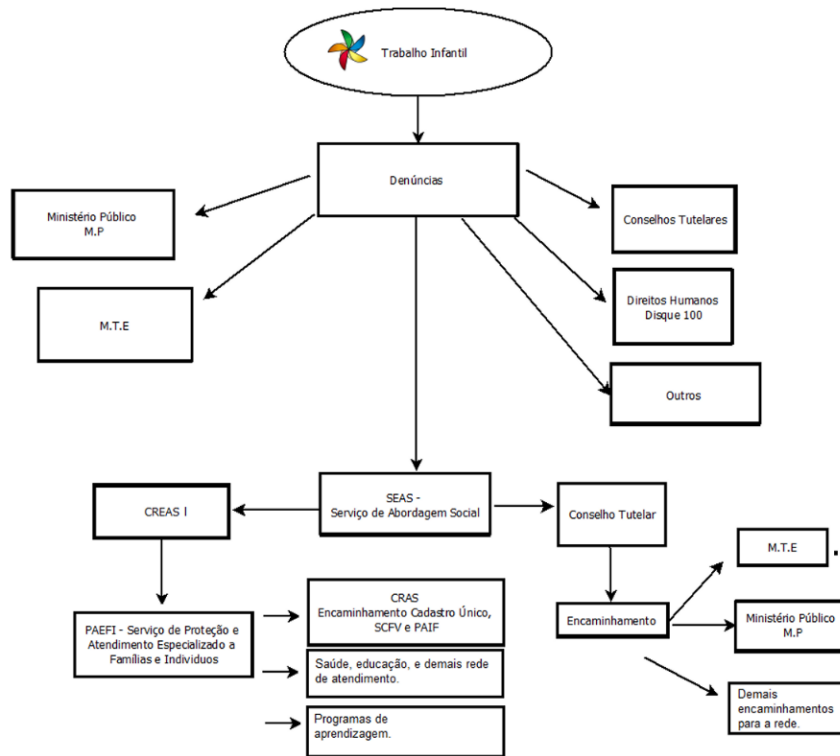 Trabalho Infantil
Denúncias
Ministério Público
M.P
Conselhos Tutelares
M.T.E
Direitos Humanos
Disque 100
Outros
CREAS I
SEAS -
Serviço de Abordagem Social
Conselho Tutelar
M.T.E
.
PAEFI - Serviço de Proteção e
Atendimento Especializado a
Famílias e Individuos
CRAS
Encaminhamento Cadastro Único,
SCFV e PAIF
Saúde, educação, e demais rede
de atendimento.
Programas de
aprendizagem.
Encaminhamento
Ministério Público
M.P
Demais
encaminhamentos
para a rede.